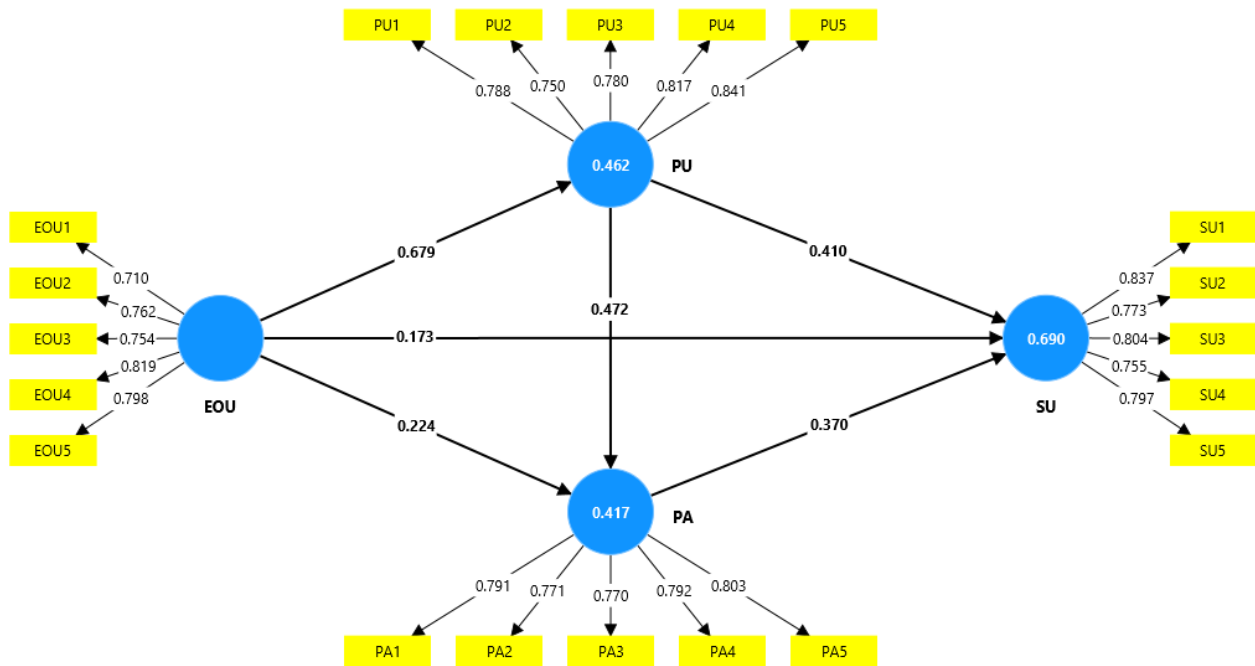 PU1 PU2 PU3 PU4 PU5
0.788 0.750 0.780 0.817 0.841
0.462 PU
EOU1
EOU2
EOU3
EOU4
EOU5
0.710
0.762
0.754
0.819
0.798
EOU
0.679
0.410
0.472
0.173
0.224
0.370
0.690
SU
0.837
0.773
0.804
0.755
0.797
SU1
SU2
SU3
SU4
SU5
0.417 PA
0.791 0.771 0.770 0.792 0.803
PA1 PA2 PA3 PA4 PA5